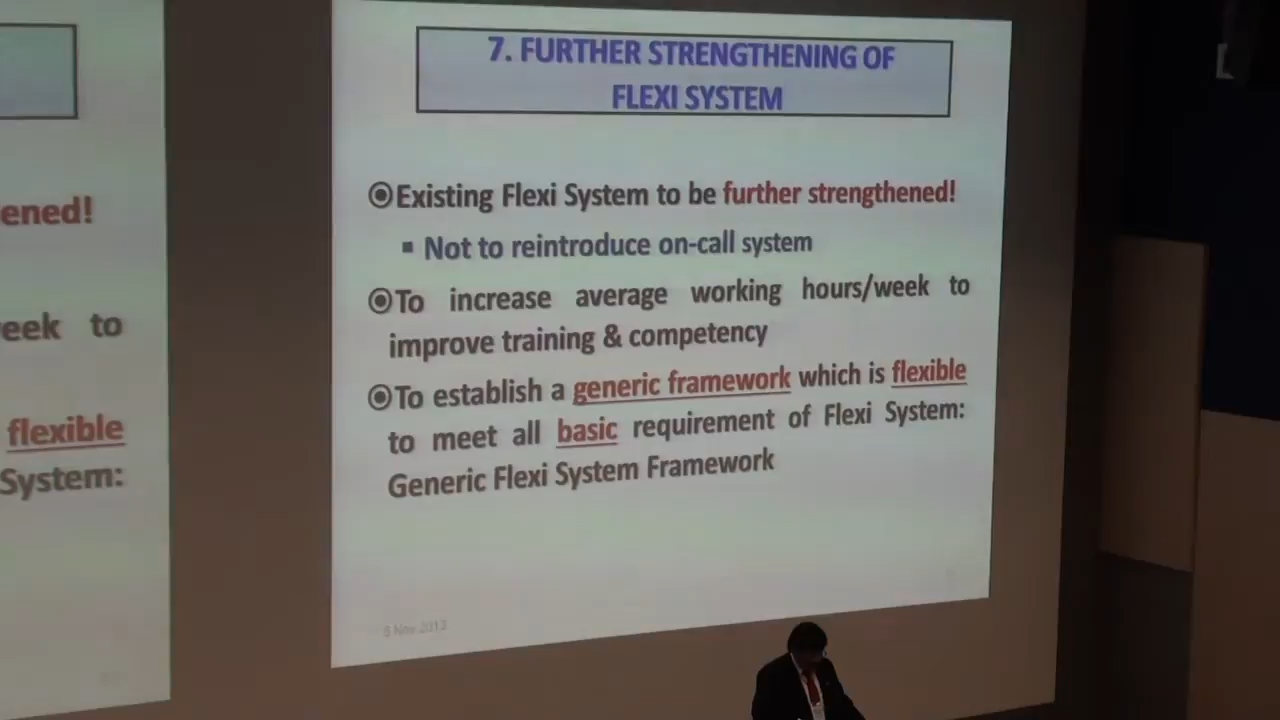 7. FURTHER STRENGTHENING OF
FLEXI SYSTEM
ened!
eek to
flexible
System:
⦿Existing Flexi System to be further strengthened!
▪ Not to reintroduce on-call system
⦿To increase average working hours/week to
improve training & competency
⦿To establish a generic framework which is flexible
to meet all basic requirement of Flexi System:
Generic Flexi System Framework
Nov 2013